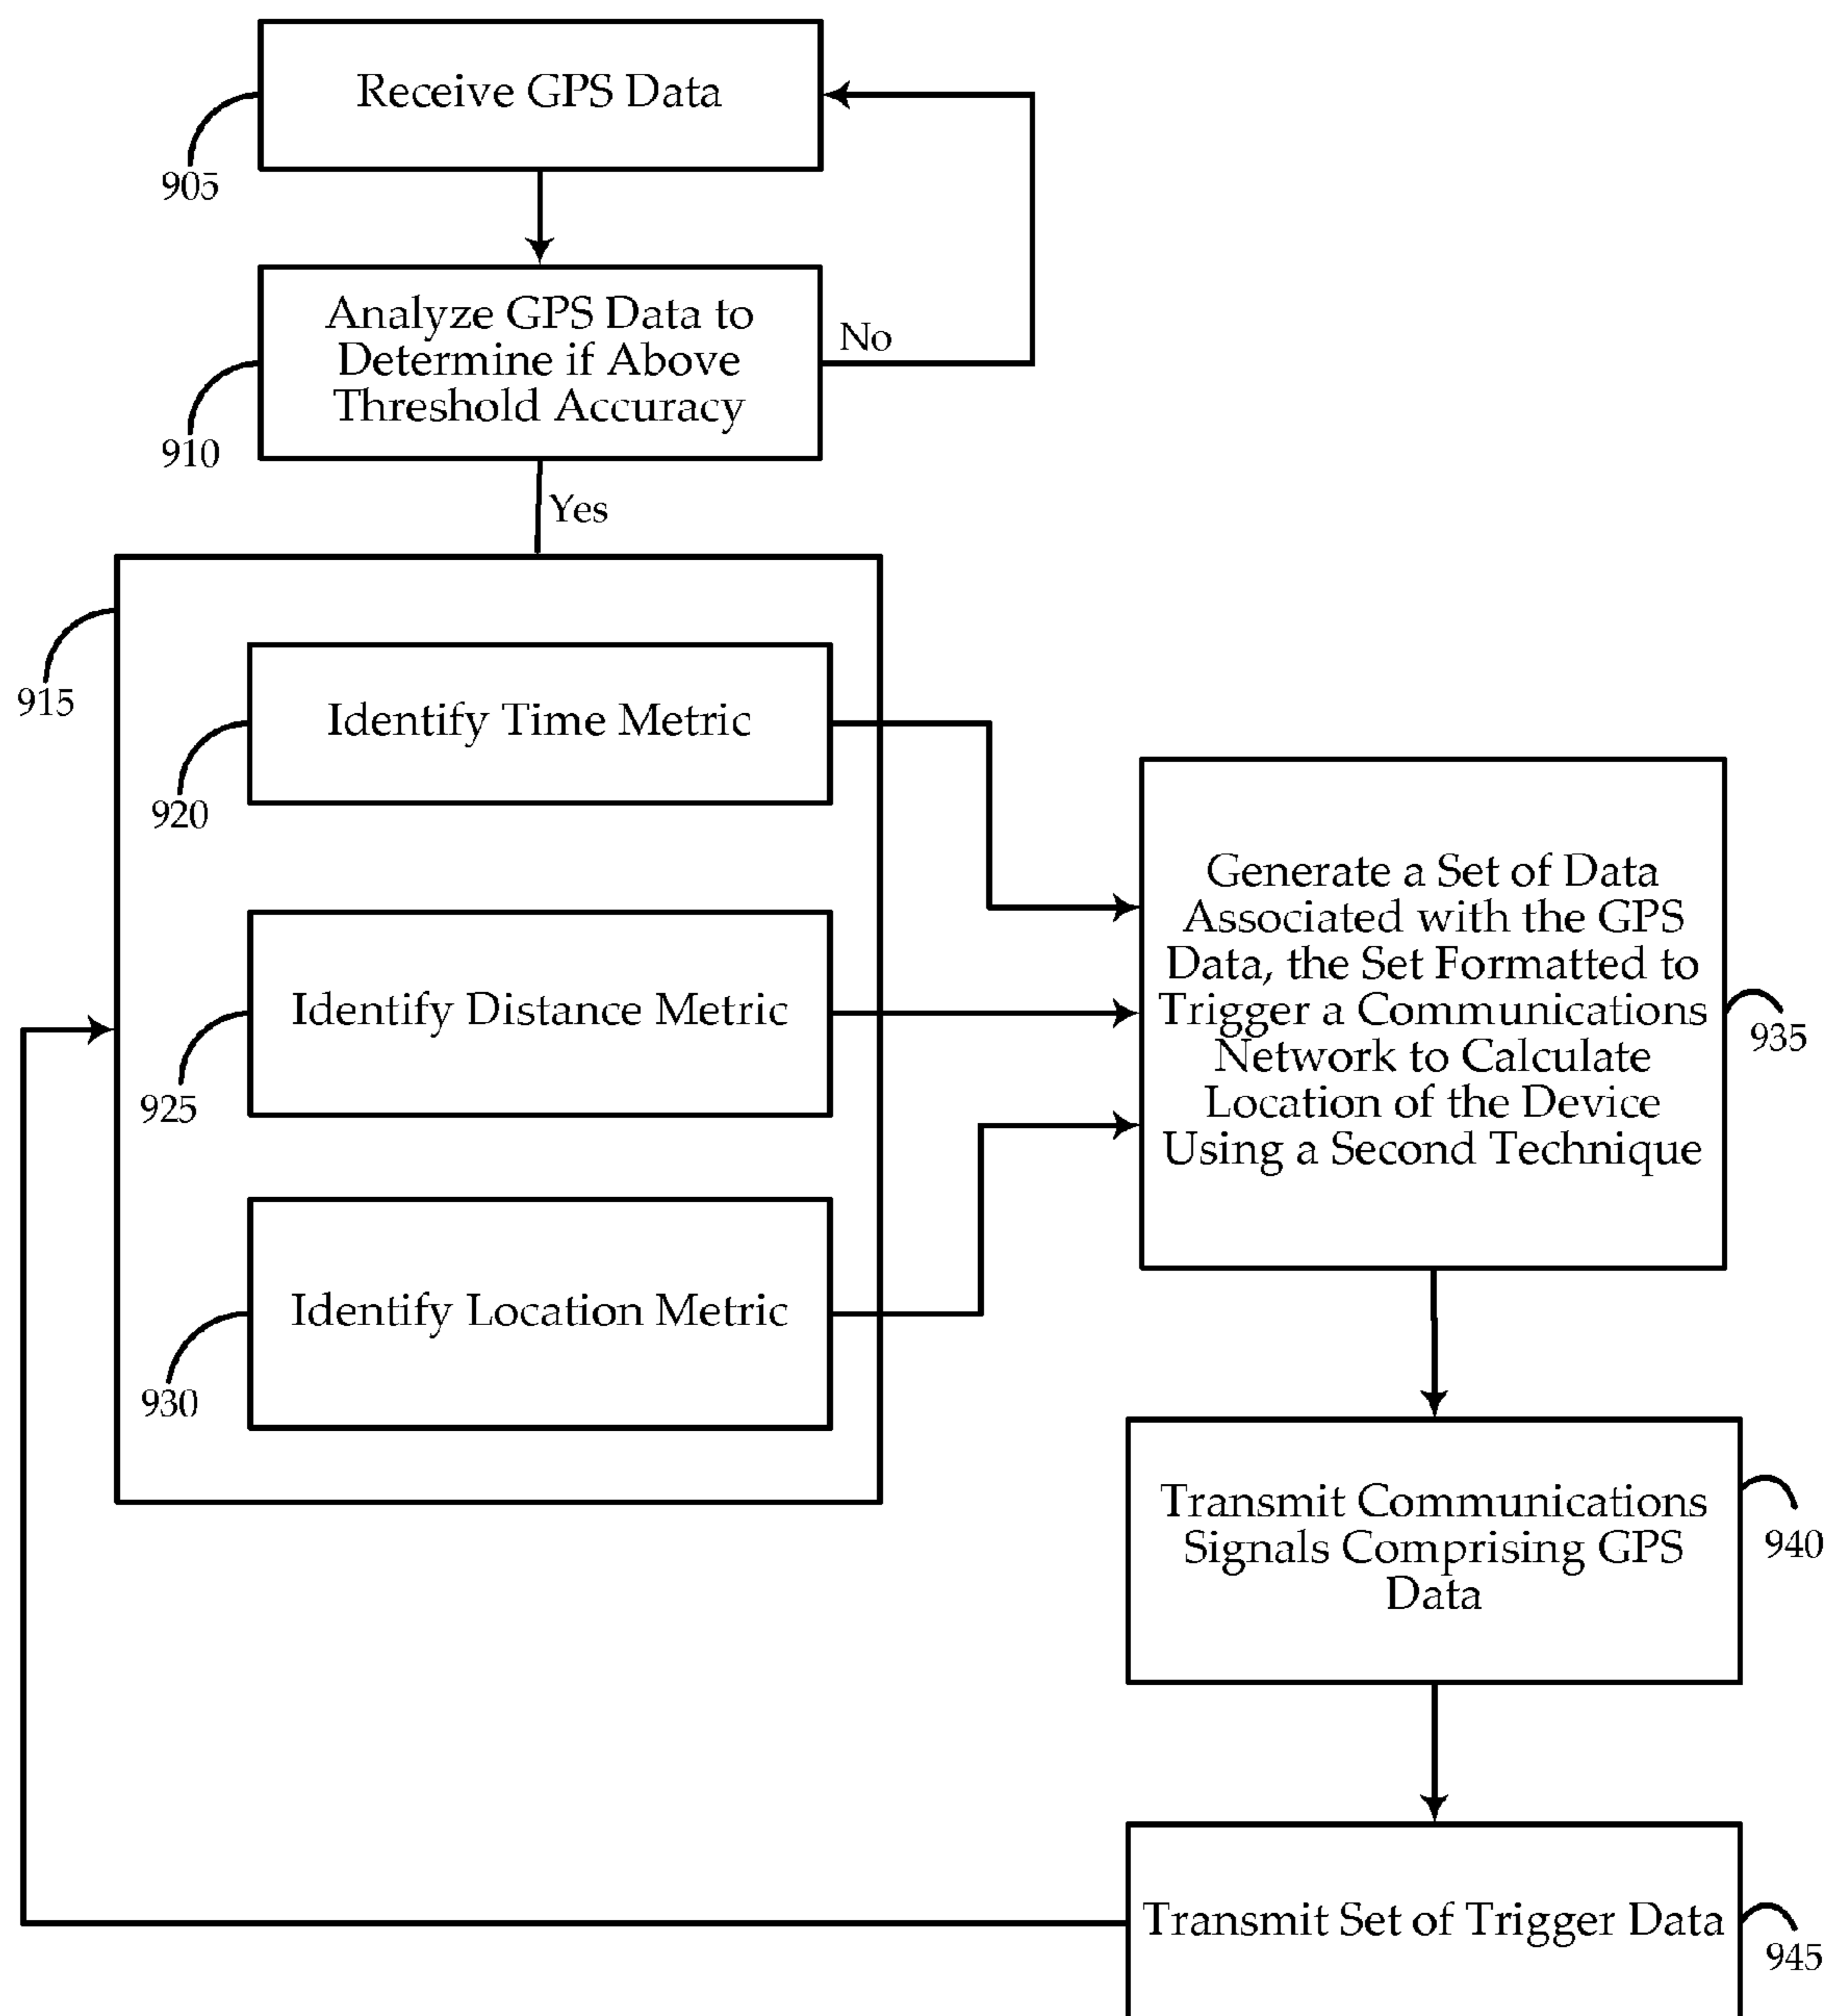 Receive GPS Data
905
Analyze GPS Data to
Determine if Above
Threshold Accuracy
No
910
Yes
915
Identify Time Metric
920
Identify Distance Metric
925
Identify Location Metric
930
Generate a Set of Data
Associated with the GPS
Data, the Set Formatted to
Trigger a Communications
Network to Calculate
Location of the Device
Using a Second Technique
935
Transmit Communications
Signals Comprising GPS
Data
940
Transmit Set of Trigger Data
945